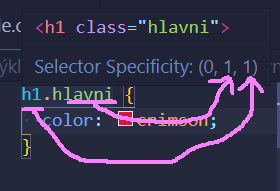 <h1 class="hlavni">
Selector Specificity: (0, 1, 1)
h1.hlavni {
color: crimson;
}